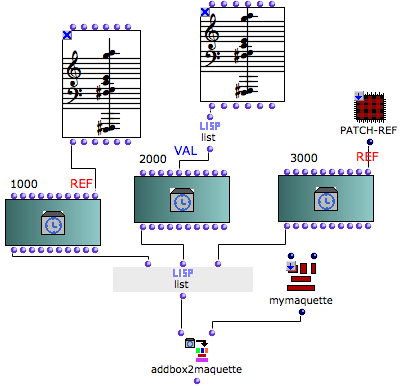 LISP
list
PATCH-REF
VAL
1000
REF
2000
3000
REF
LISP
list
mymaquette
addbox2maquette